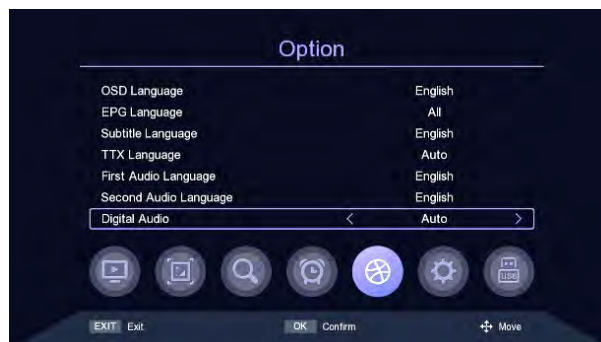 Option
OSD Language English
EPG Language All
Subtitle Language English
TTX Language Auto
First Audio Language English
Second Audio Language English
Digital Audio < Auto >
USB
EXIT Exit OK Confirm Move